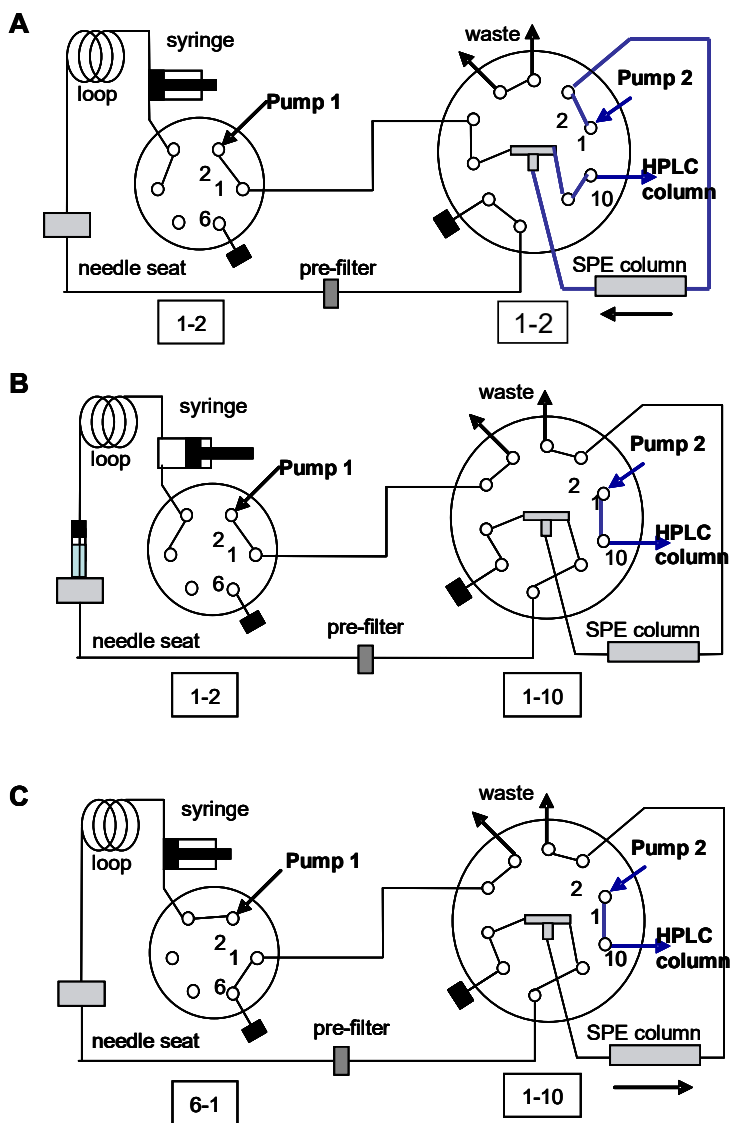 A
syringe
waste
loop
Pump 1
Pump 2
2
1
6
2
1
10
HPLC
column
needle seat
pre-filter
SPE column
1-2
1-2
B
syringe
waste
loop
Pump 1
Pump 2
2
1
6
2
1
10
HPLC
column
needle seat
pre-filter
SPE column
1-2
1-10
C
syringe
waste
loop
Pump 1
Pump 2
2
1
6
2
1
10
HPLC
column
needle seat
pre-filter
SPE column
6-1
1-10